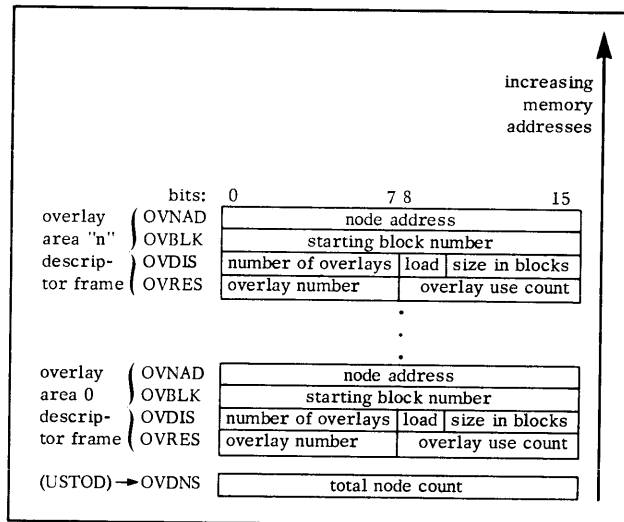 increasing
memory
addresses
bits: 0 7 8 15
overlay OVNAD node address
area "n" OVBLK starting block number
descrip- OVDIS number of overlays load size in blocks
tor frame OVRES overlay number overlay use count
.
.
.
overlay OVNAD node address
area 0 OVBLK starting block number
descrip- OVDIS number of overlays load size in blocks
tor frame OVRES overlay number overlay use count
(USTOD) → OVDNS total node count